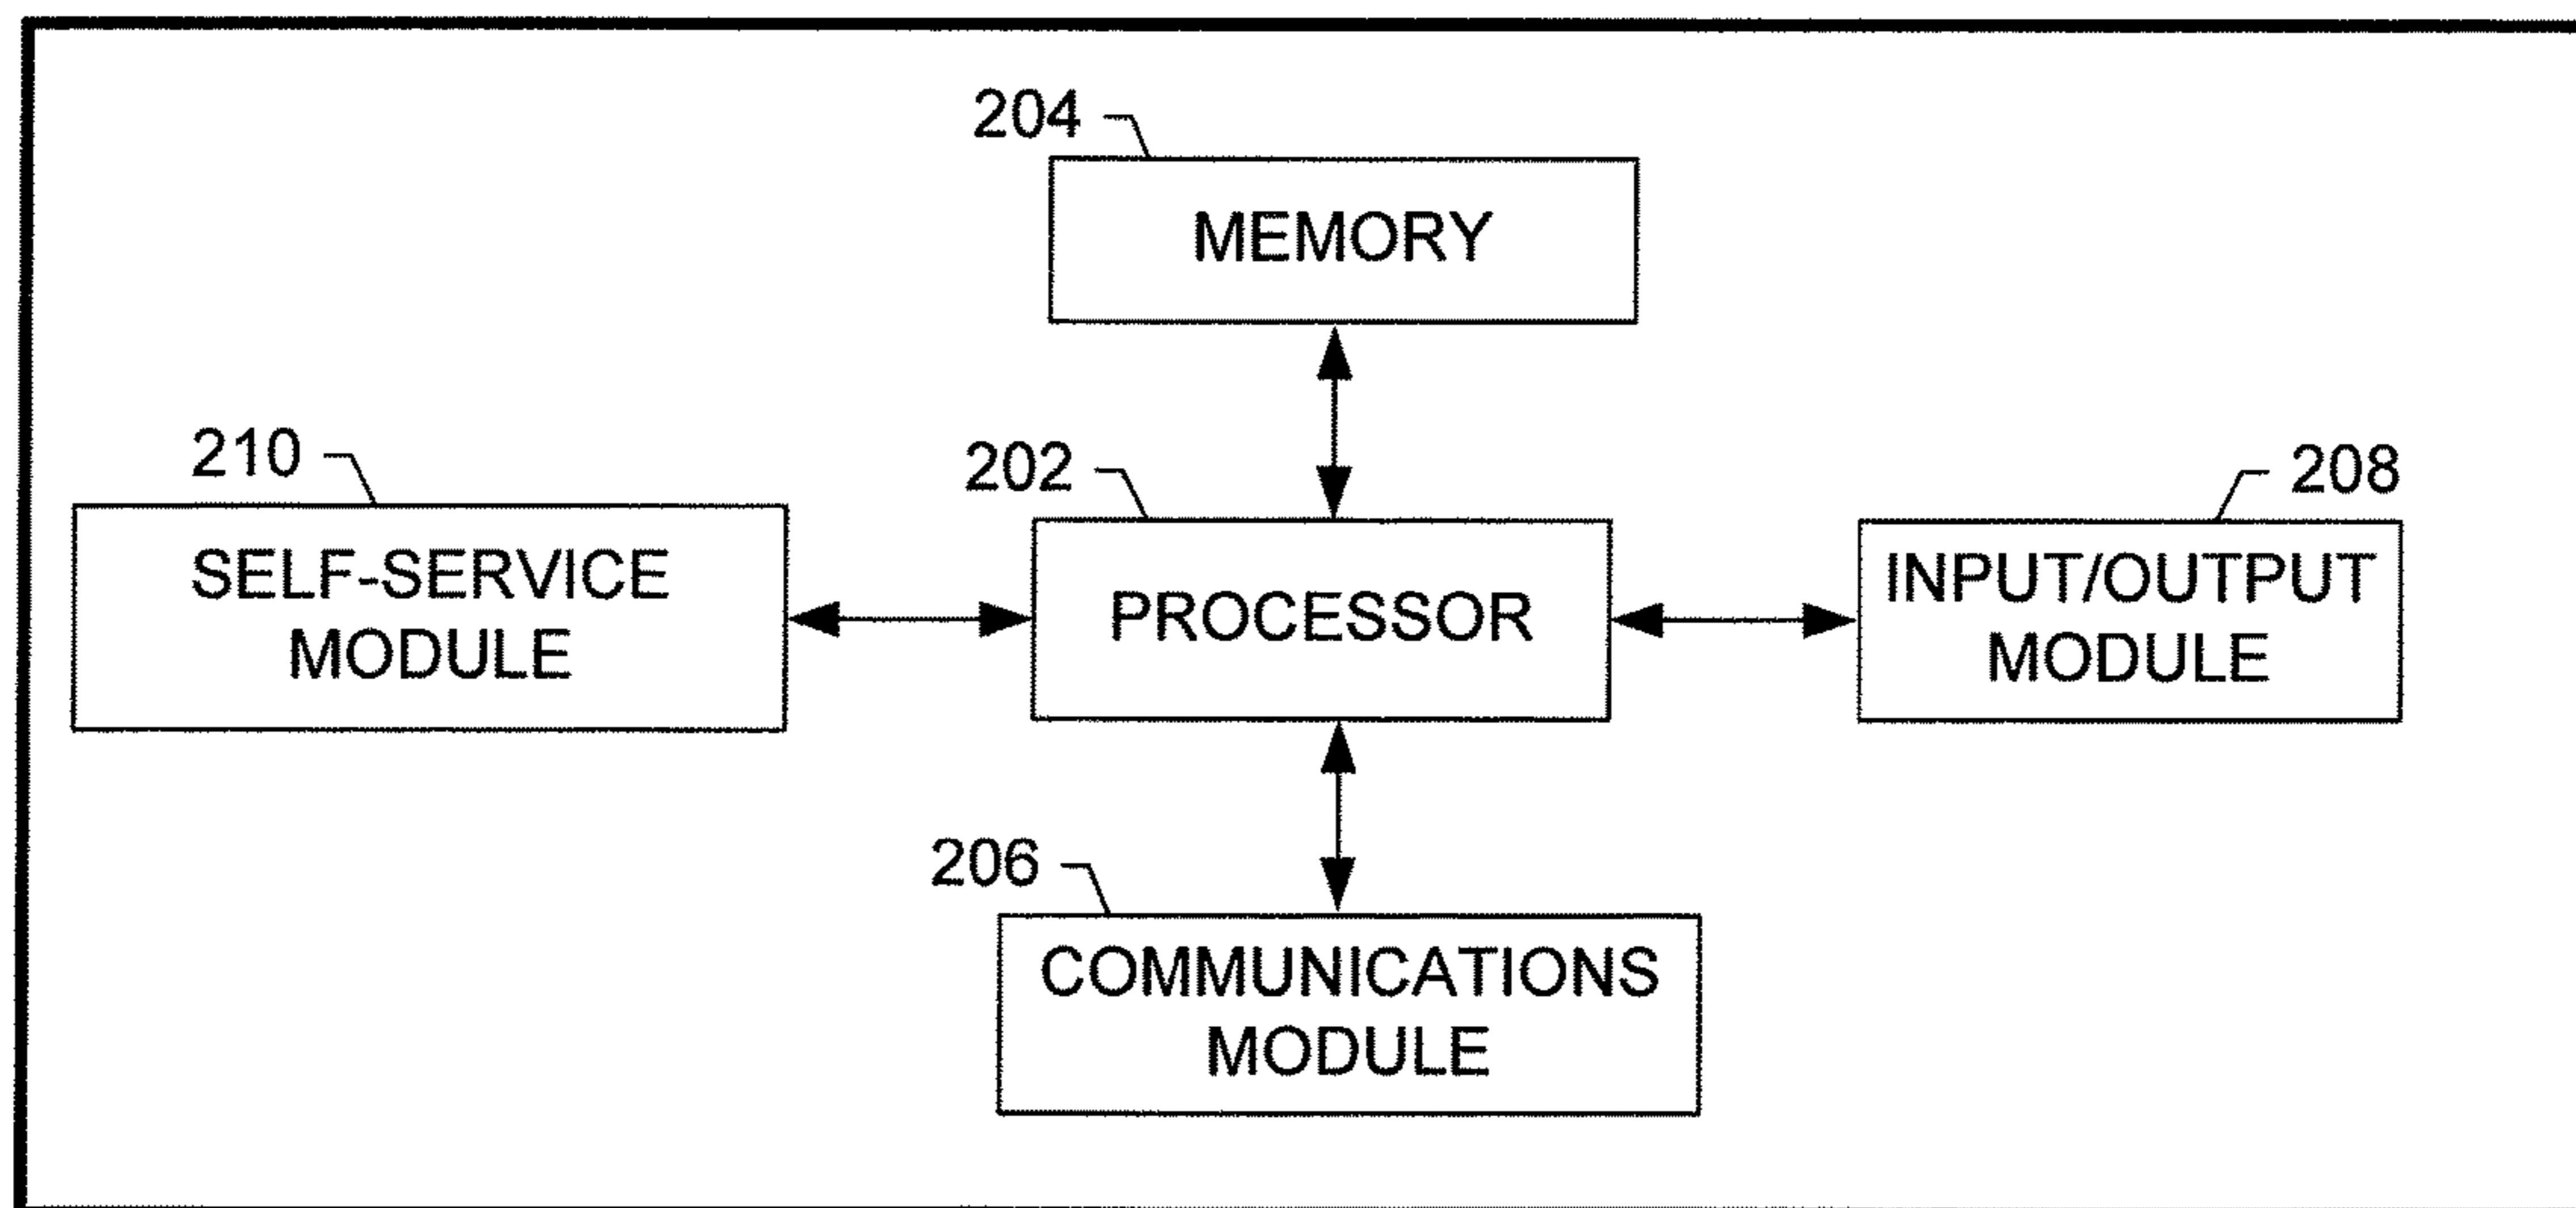 204
MEMORY
210
202
208
SELF-SERVICE
MODULE
PROCESSOR
INPUT/OUTPUT
MODULE
206
COMMUNICATIONS
MODULE